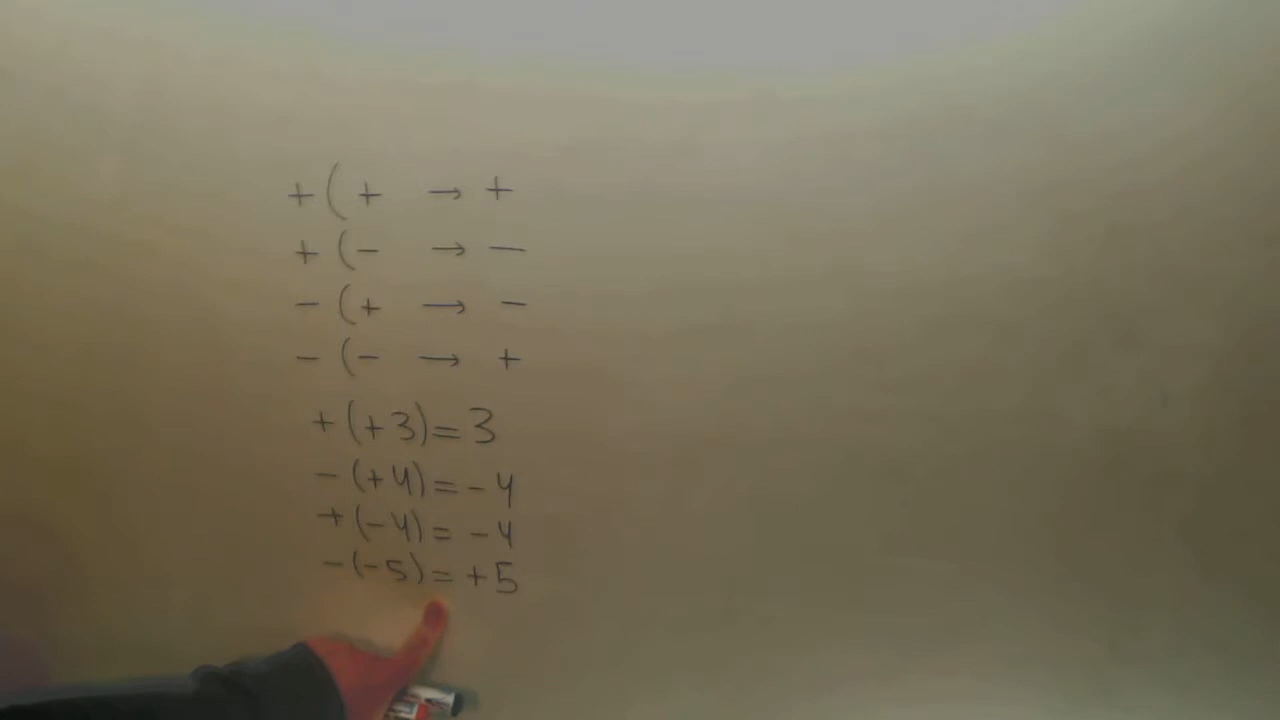 + ( + → +
+ ( - → -
- ( + → -
- ( - → +
+ (+3) = 3
- (+4) = -4
+ (-4) = -4
- (-5) = +5